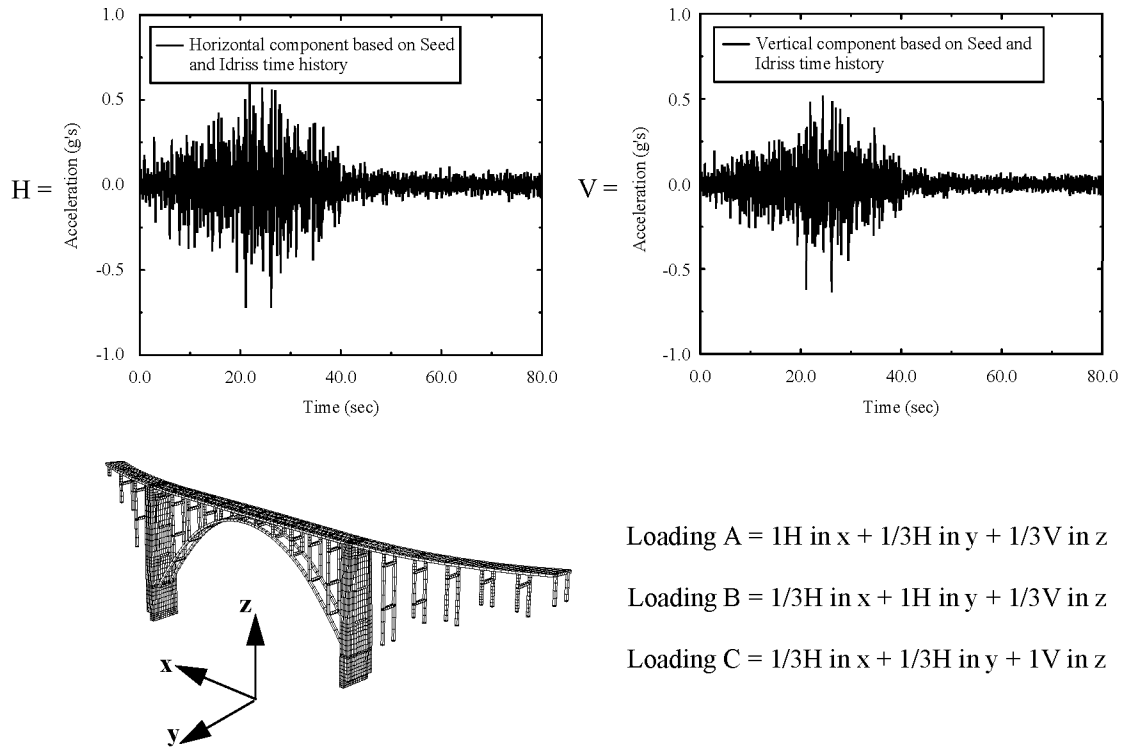 1.0
Horizontal component based on Seed
and Idriss time history
0.5
H =
Acceleration (g's)
0.0
-0.5
-1.0
0.0 20.0 40.0 60.0 80.0
Time (sec)
1.0
Vertical component based on Seed and
Idriss time history
0.5
V =
Acceleration (g's)
0.0
-0.5
-1.0
0.0 20.0 40.0 60.0 80.0
Time (sec)
z
x
y
Loading A = 1H in x + 1/3H in y + 1/3V in z
Loading B = 1/3H in x + 1H in y + 1/3V in z
Loading C = 1/3H in x + 1/3H in y + 1V in z